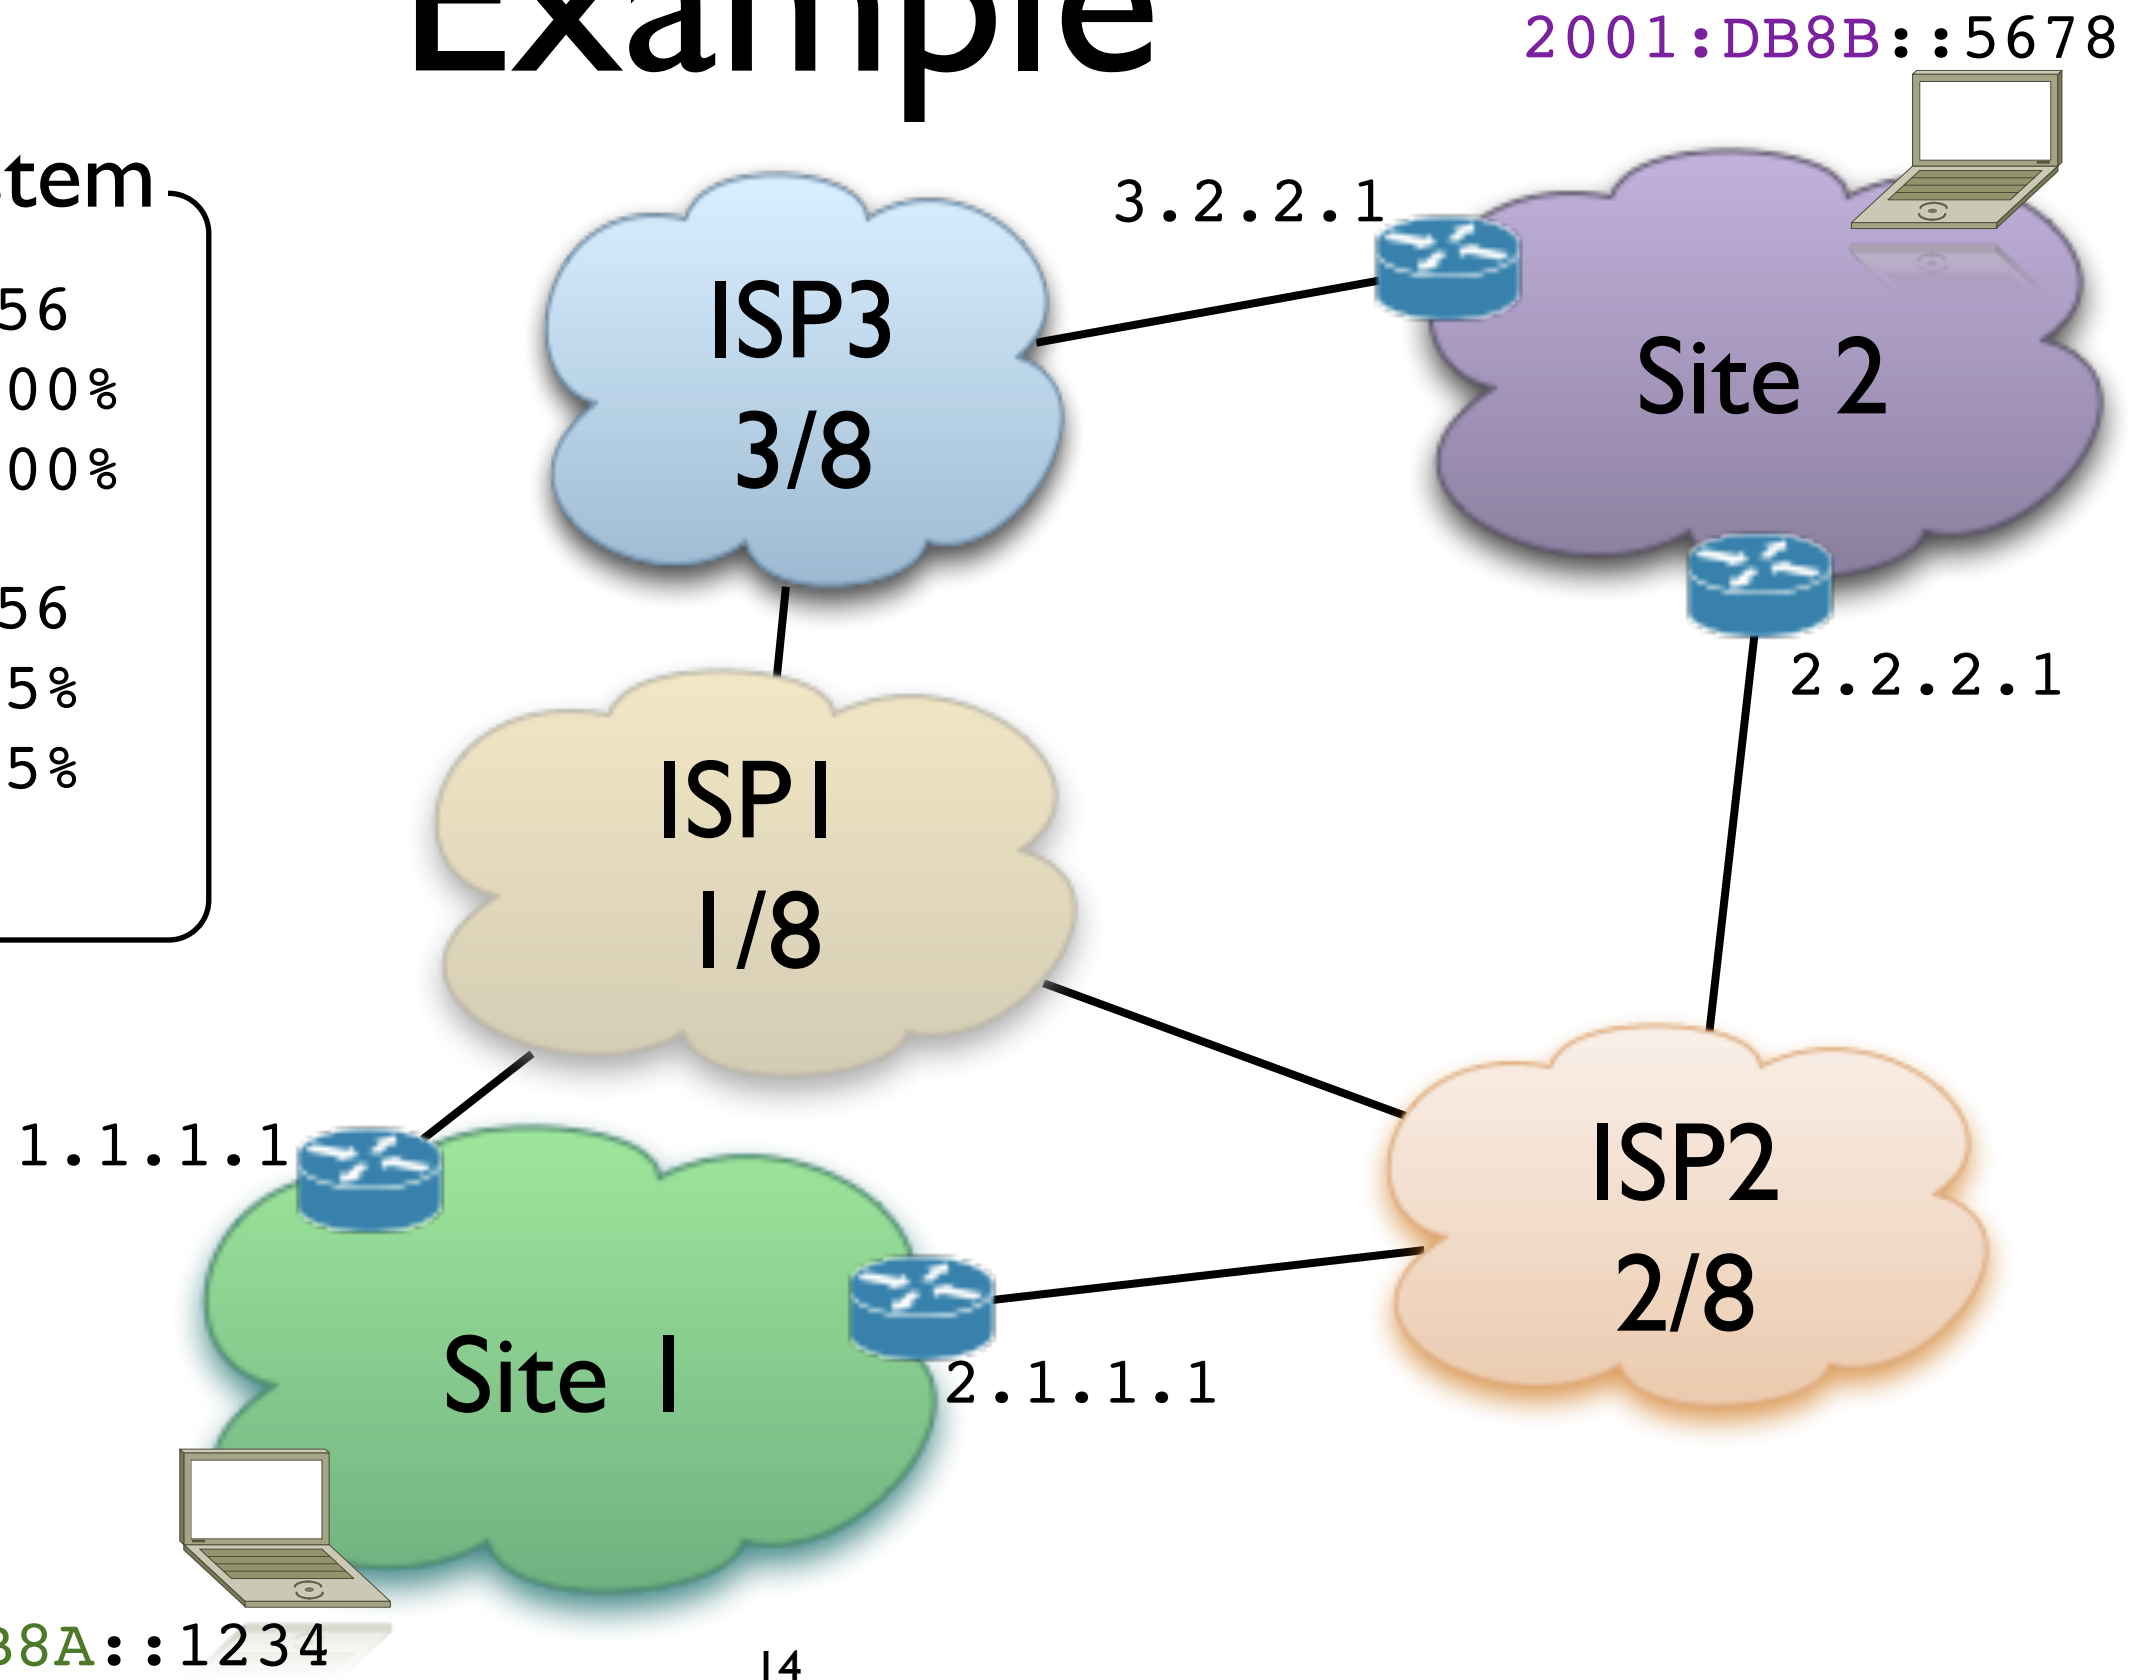 Example
2001:DB8B::5678
stem
3.2.2.1
ISP3
3/8
Site 2
56
00%
00%
56
5%
5%
2.2.2.1
ISP1
1/8
1.1.1.1
ISP2
2/8
Site 1
2.1.1.1
B8A::1234
14